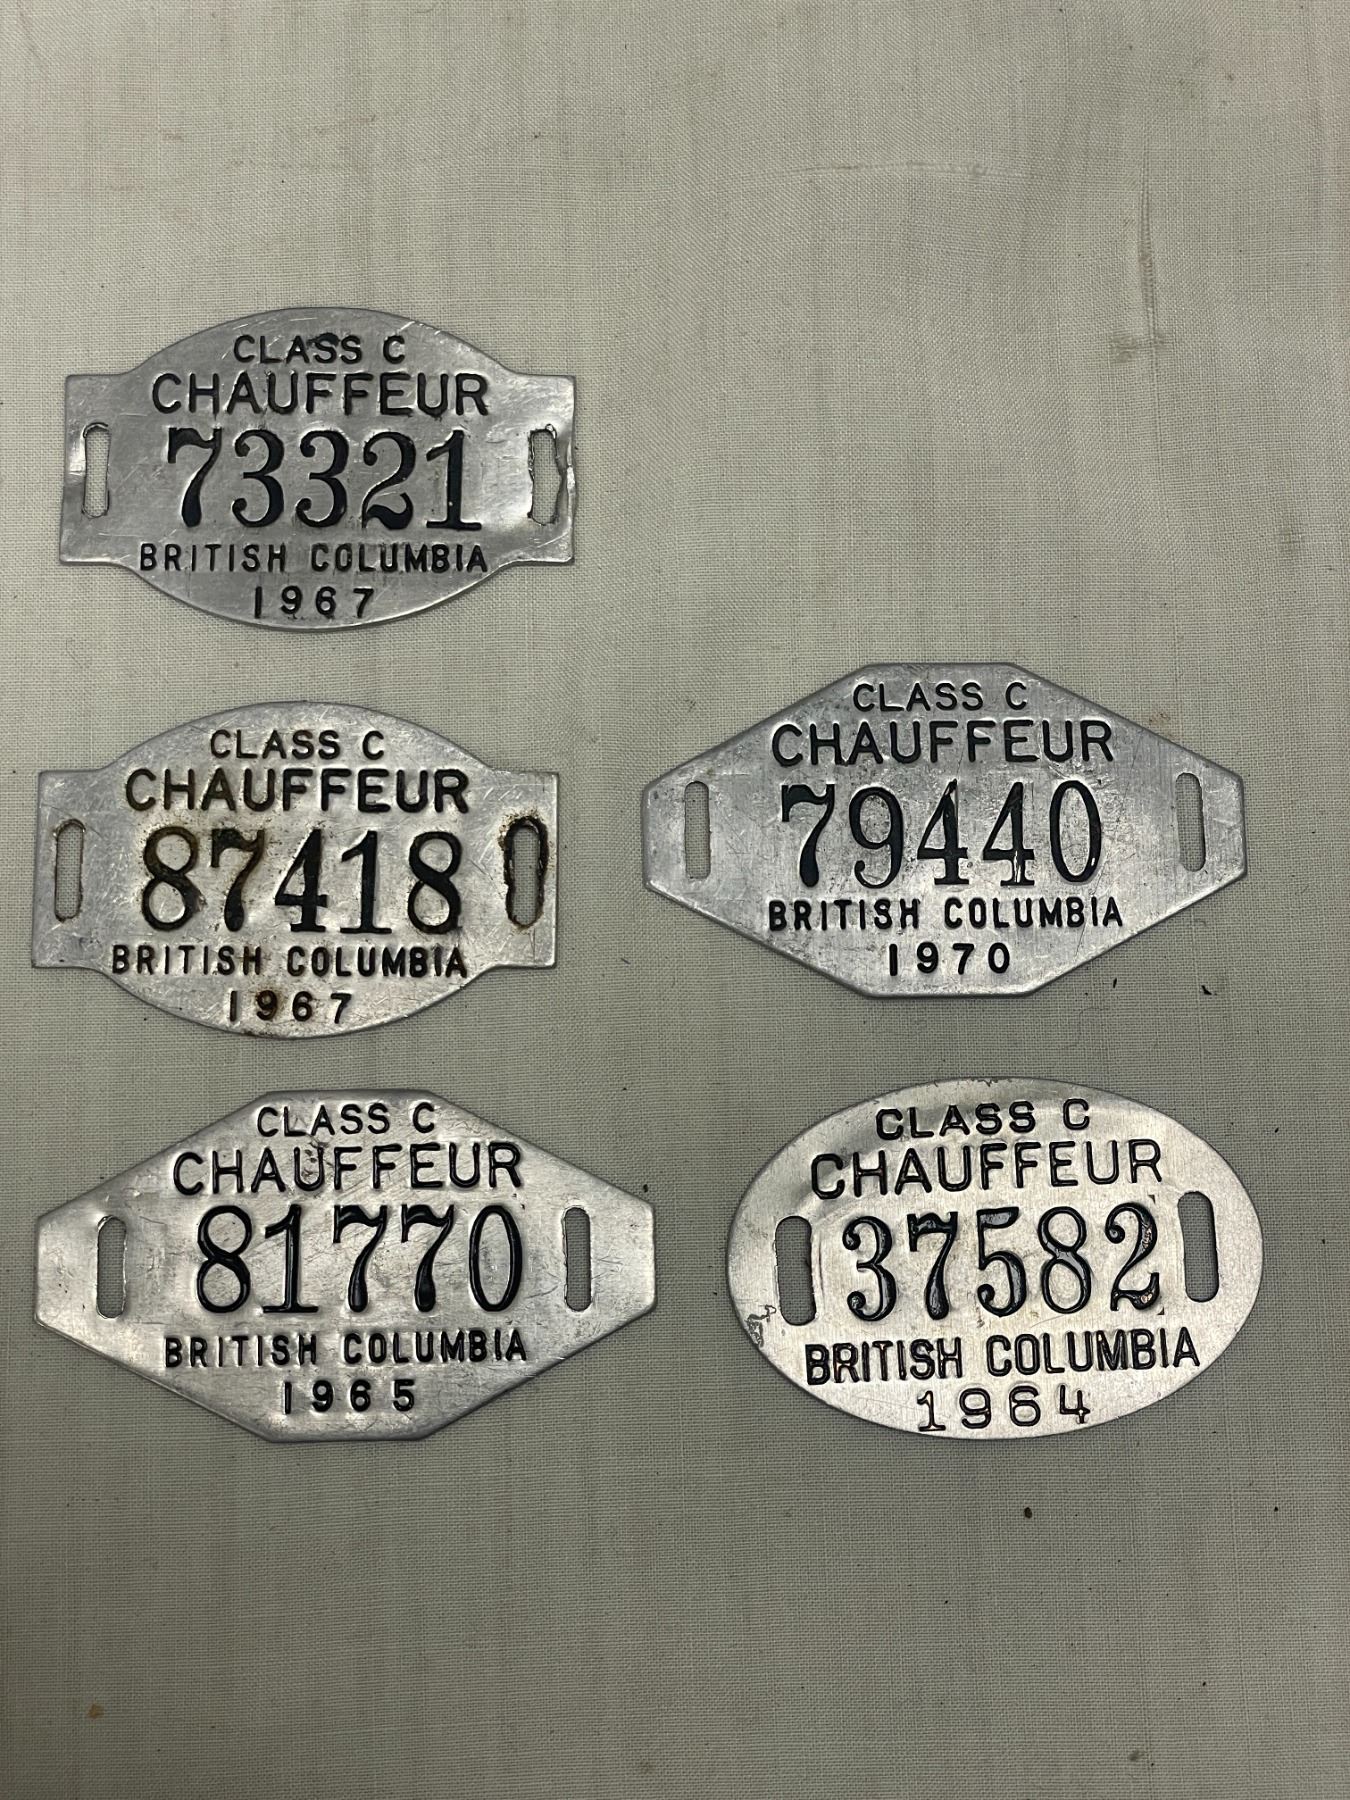 CLASS C
CHAUFFEUR
73321
BRITISH COLUMBIA
1967
CLASS C
CHAUFFEUR
87418
BRITISH COLUMBIA
1967
CLASS C
CHAUFFEUR
81770
BRITISH COLUMBIA
1965
CLASS C
CHAUFFEUR
79440
BRITISH COLUMBIA
1970
CLASS C
CHAUFFEUR
37582
BRITISH COLUMBIA
1964